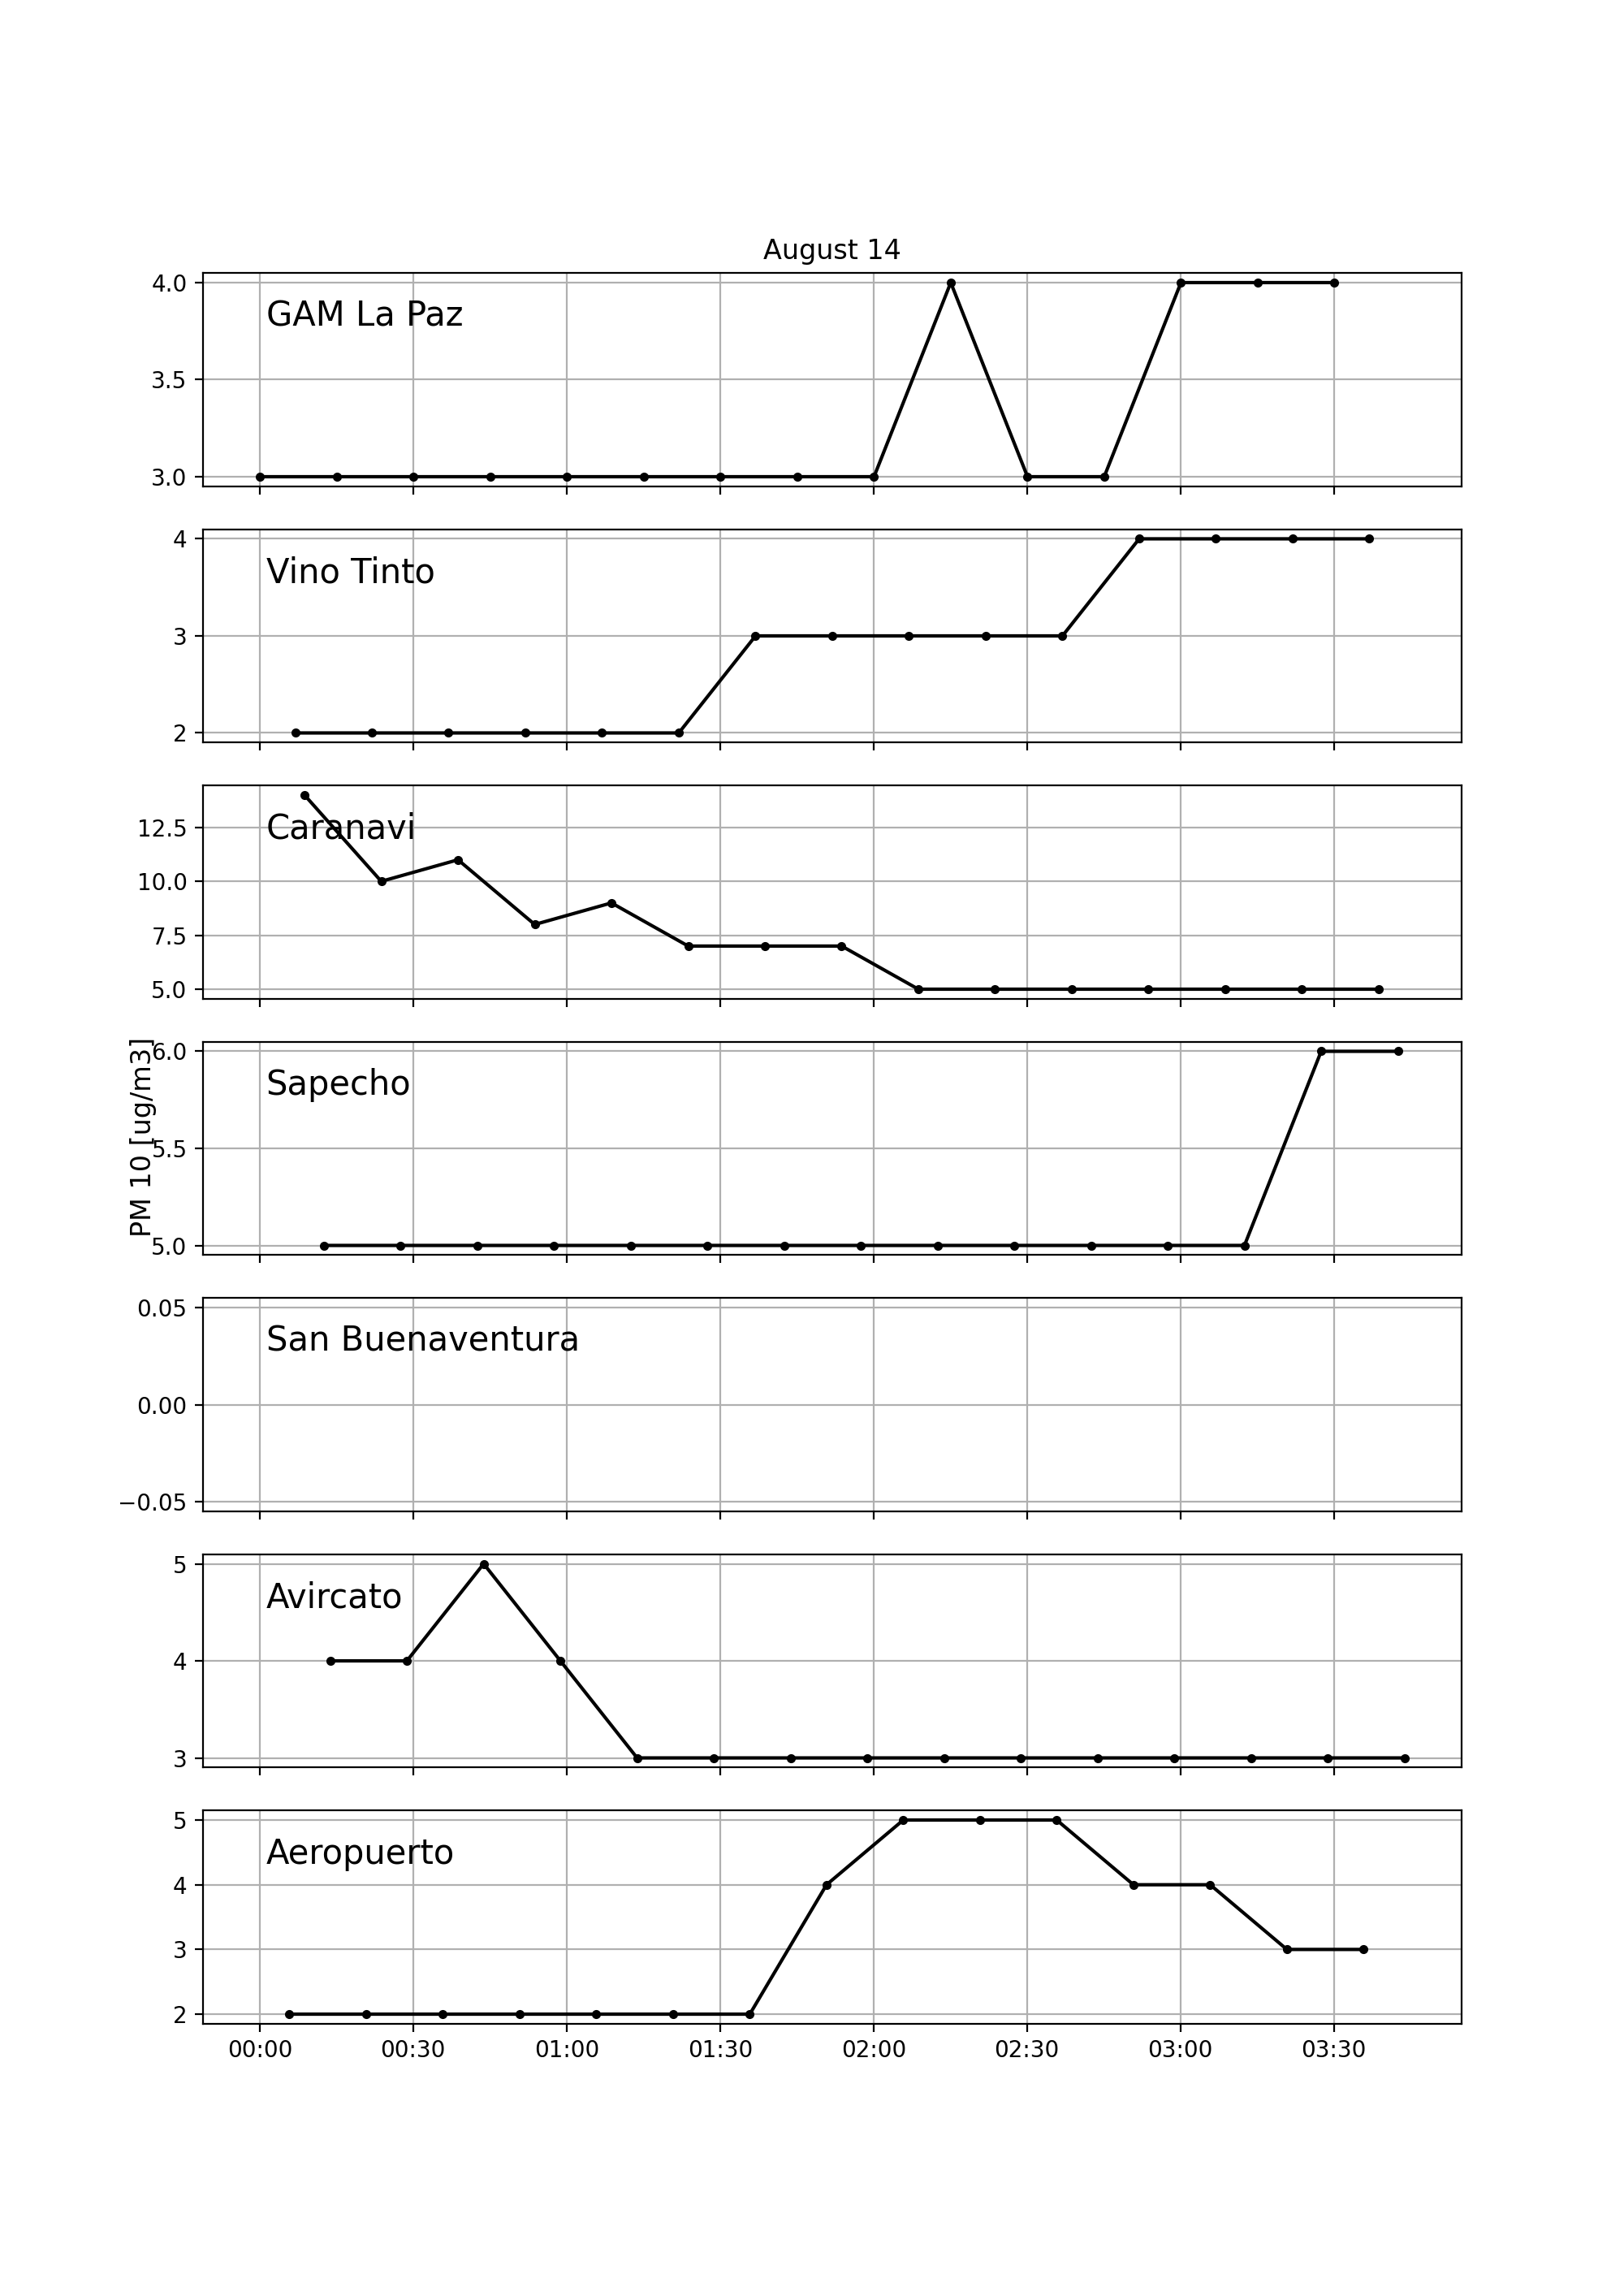 August 14
4.0
GAM La Paz
3.5
3.0
4
Vino Tinto
3
2
12.5
Caranavi
10.0
7.5
5.0
PM 10 [ug/m3]
6.0
Sapecho
5.5
5.0
0.05
San Buenaventura
0.00
−0.05
5
Avircato
4
3
5
Aeropuerto
4
3
2
00:00 00:30 01:00 01:30 02:00 02:30 03:00 03:30